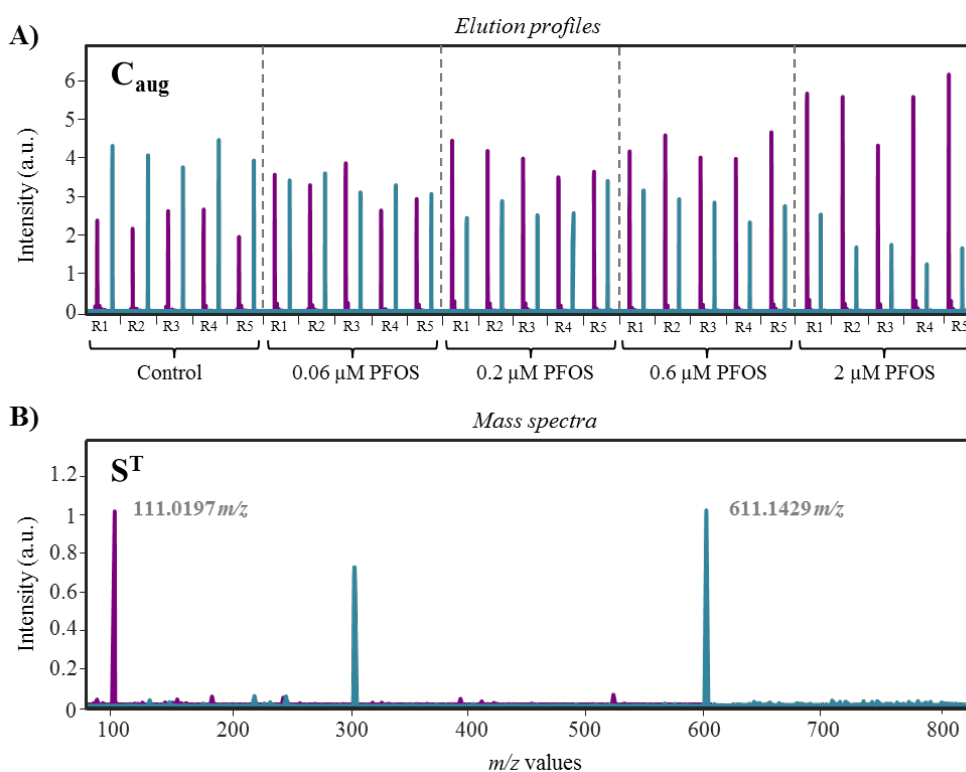 A)
Elution profiles
C_aug
Intensity (a.u.)
6
5
4
3
2
1
0
R1 R2 R3 R4 R5 R1 R2 R3 R4 R5 R1 R2 R3 R4 R5 R1 R2 R3 R4 R5 R1 R2 R3 R4 R5
Control 0.06 µM PFOS 0.2 µM PFOS 0.6 µM PFOS 2 µM PFOS
B)
Mass spectra
S^T
111.0197 m/z 611.1429 m/z
Intensity (a.u.)
1.2
1
0.8
0.6
0.4
0.2
0
100 200 300 400 500 600 700 800
m/z values